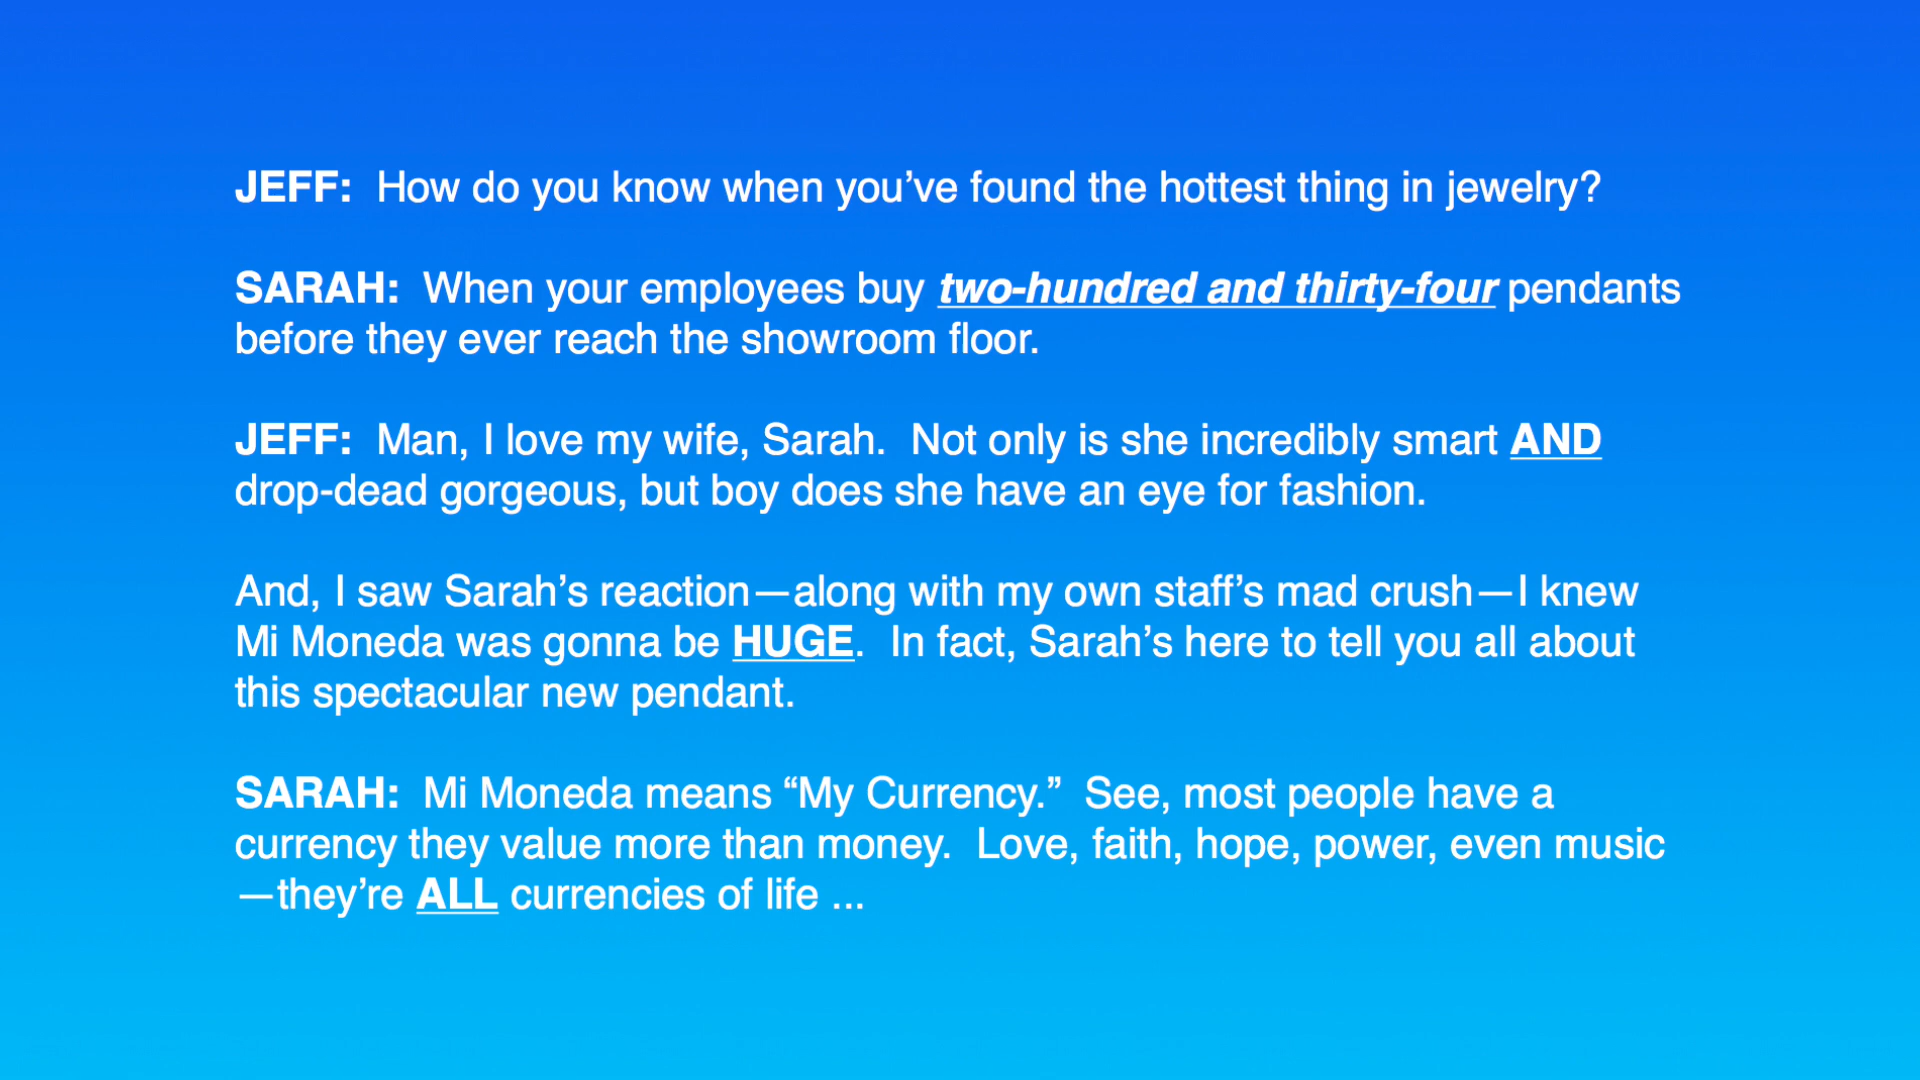 JEFF:  How do you know when you’ve found the hottest thing in jewelry?
SARAH:  When your employees buy two-hundred and thirty-four pendants
before they ever reach the showroom floor.
JEFF:  Man, I love my wife, Sarah.  Not only is she incredibly smart AND
drop-dead gorgeous, but boy does she have an eye for fashion.
And, I saw Sarah’s reaction—along with my own staff’s mad crush—I knew
Mi Moneda was gonna be HUGE.  In fact, Sarah’s here to tell you all about
this spectacular new pendant.
SARAH:  Mi Moneda means “My Currency.”  See, most people have a
currency they value more than money.  Love, faith, hope, power, even music
—they’re ALL currencies of life ...